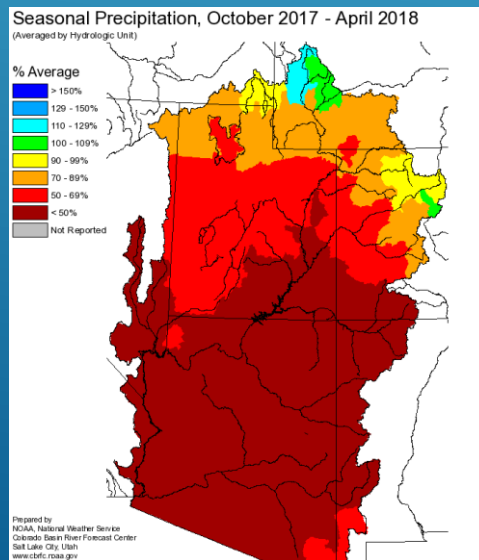 Seasonal Precipitation, October 2017 - April 2018
(Averaged by Hydrologic Unit)
% Average
> 150%
129 - 150%
110 - 129%
100 - 109%
90 - 99%
70 - 89%
50 - 69%
< 50%
Not Reported
Prepared by
NOAA, National Weather Service
Colorado Basin River Forecast Center
Salt Lake City, Utah
www.cbrfc.noaa.gov